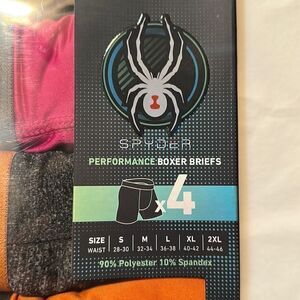 SPYDER
PERFORMANCE BOXER BRIEFS
x4
SIZE S M L XL 2XL
WAIST 28-30 32-34 36-38 40-42 44-46
90% Polyester 10% Spandex